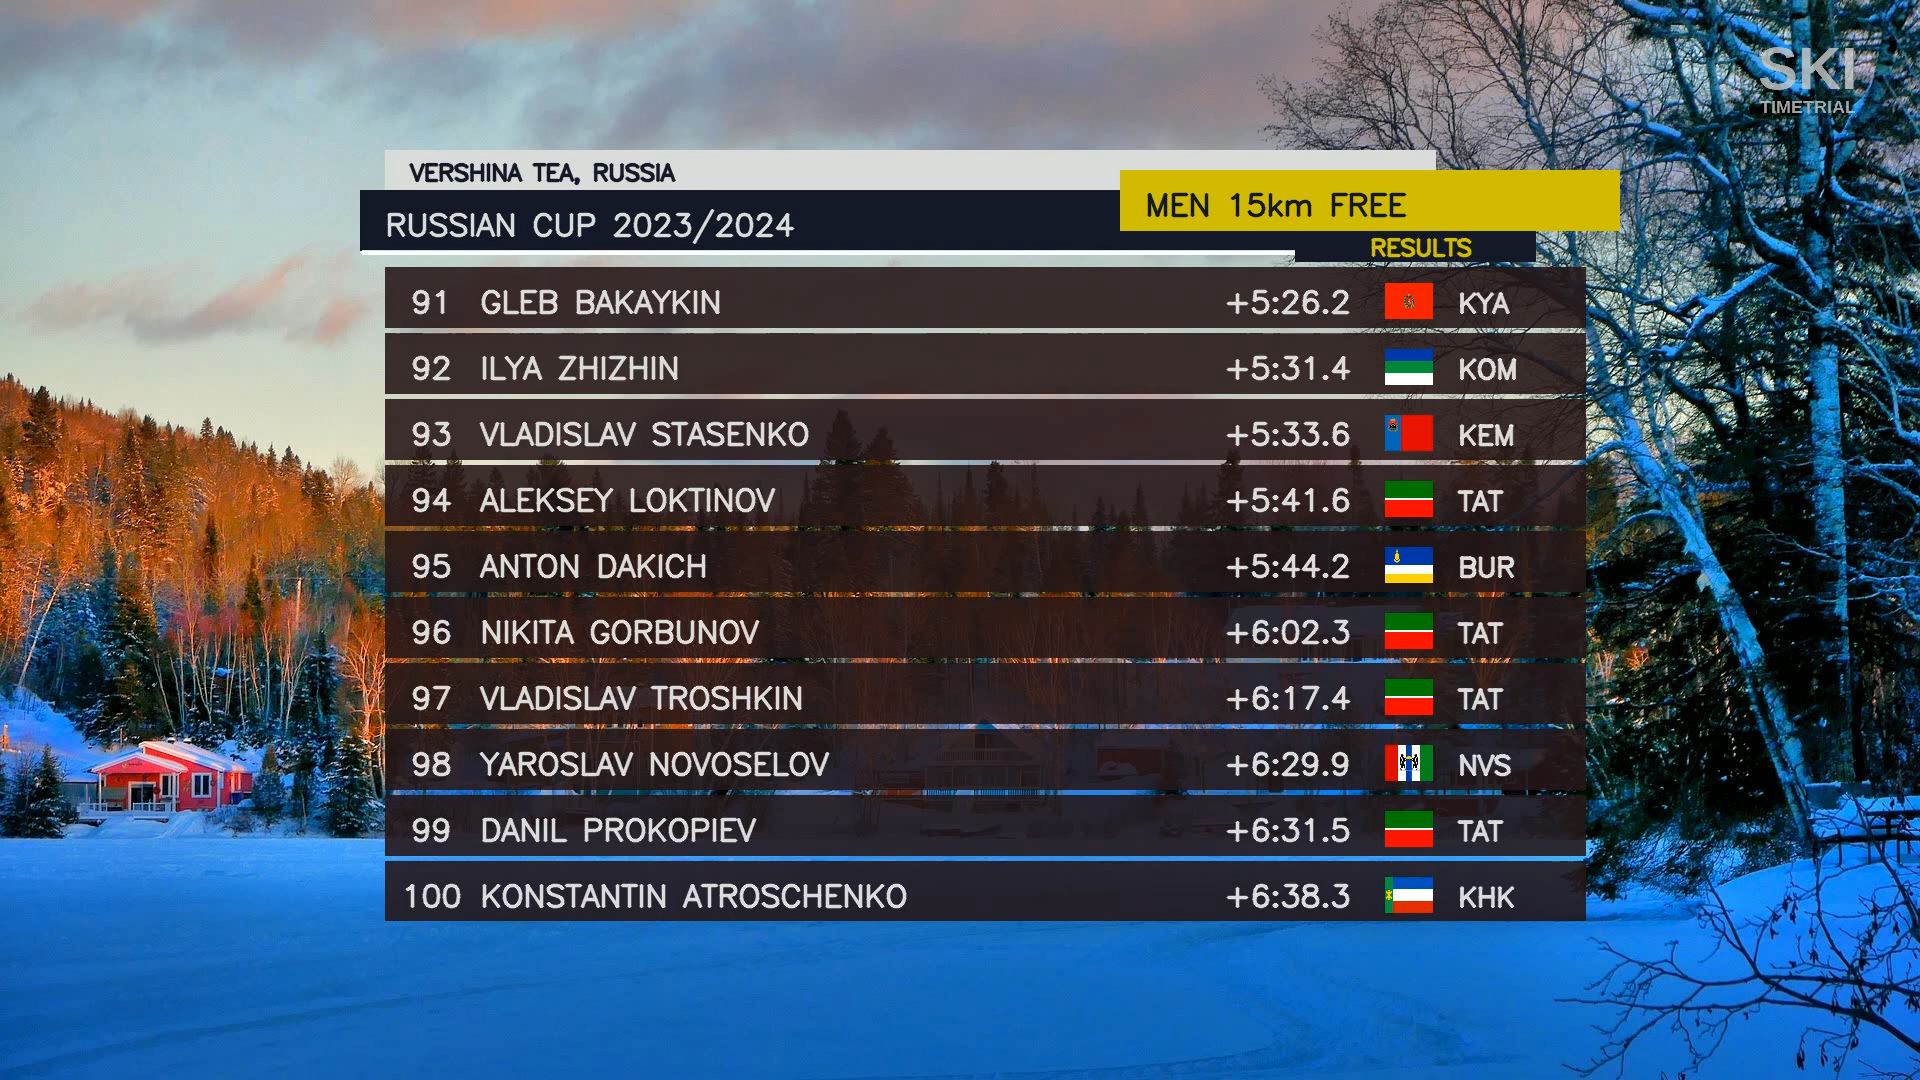 SKI
TIMETRIAL
VERSHINA TEA, RUSSIA
RUSSIAN CUP 2023/2024
MEN 15km FREE
RESULTS
91 GLEB BAKAYKIN +5:26.2 KYA
92 ILYA ZHIZHIN +5:31.4 KOM
93 VLADISLAV STASENKO +5:33.6 KEM
94 ALEKSEY LOKTINOV +5:41.6 TAT
95 ANTON DAKICH +5:44.2 BUR
96 NIKITA GORBUNOV +6:02.3 TAT
97 VLADISLAV TROSHKIN +6:17.4 TAT
98 YAROSLAV NOVOSELOV +6:29.9 NVS
99 DANIL PROKOPIEV +6:31.5 TAT
100 KONSTANTIN ATROSCHENKO +6:38.3 KHK